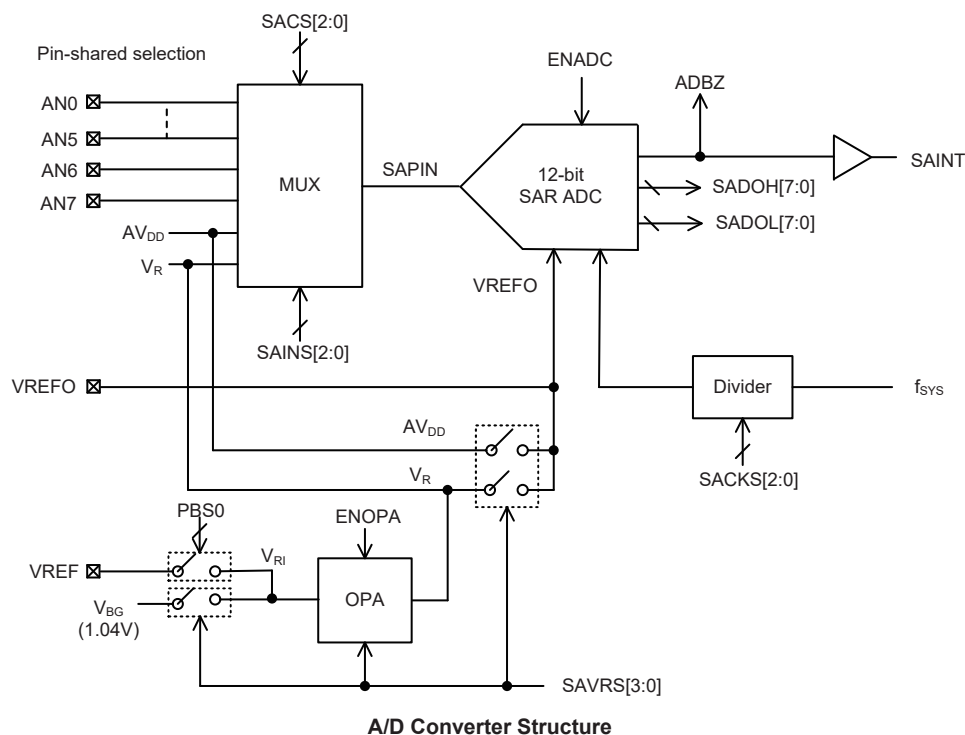 SACS[2:0]
Pin-shared selection
ENADC
ADBZ
AN0
AN5
AN6
AN7
AVDD
VR
MUX
SAPIN
12-bit
SAR ADC
SAINT
SADOH[7:0]
SADOL[7:0]
VREFO
SAINS[2:0]
VREFO
Divider
fSYS
AVDD
VR
SACKS[2:0]
PBS0
ENOPA
VREF
VRI
VBG
(1.04V)
OPA
SAVRS[3:0]
A/D Converter Structure